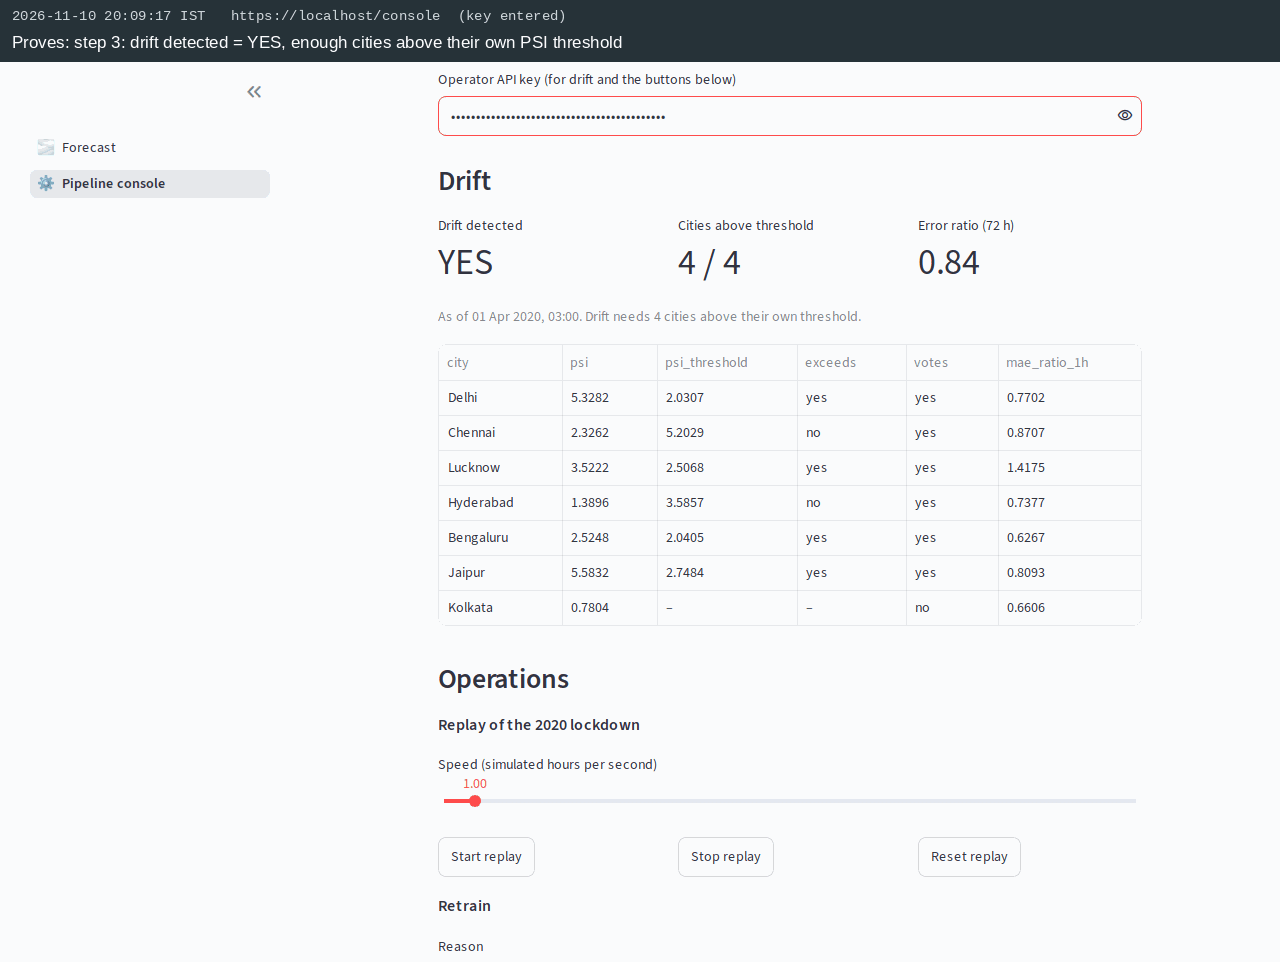 2026-11-10 20:09:17 IST https://localhost/console (key entered)
Proves: step 3: drift detected = YES, enough cities above their own PSI threshold
Forecast
Pipeline console
Operator API key (for drift and the buttons below)
•••••••••••••••••••••••••••••••••••••••••••
Drift
Drift detected Cities above threshold Error ratio (72 h)
YES 4 / 4 0.84
As of 01 Apr 2020, 03:00. Drift needs 4 cities above their own threshold.
city psi psi_threshold exceeds votes mae_ratio_1h
Delhi 5.3282 2.0307 yes yes 0.7702
Chennai 2.3262 5.2029 no yes 0.8707
Lucknow 3.5222 2.5068 yes yes 1.4175
Hyderabad 1.3896 3.5857 no yes 0.7377
Bengaluru 2.5248 2.0405 yes yes 0.6267
Jaipur 5.5832 2.7484 yes yes 0.8093
Kolkata 0.7804 – – no 0.6606
Operations
Replay of the 2020 lockdown
Speed (simulated hours per second)
1.00
Start replay Stop replay Reset replay
Retrain
Reason